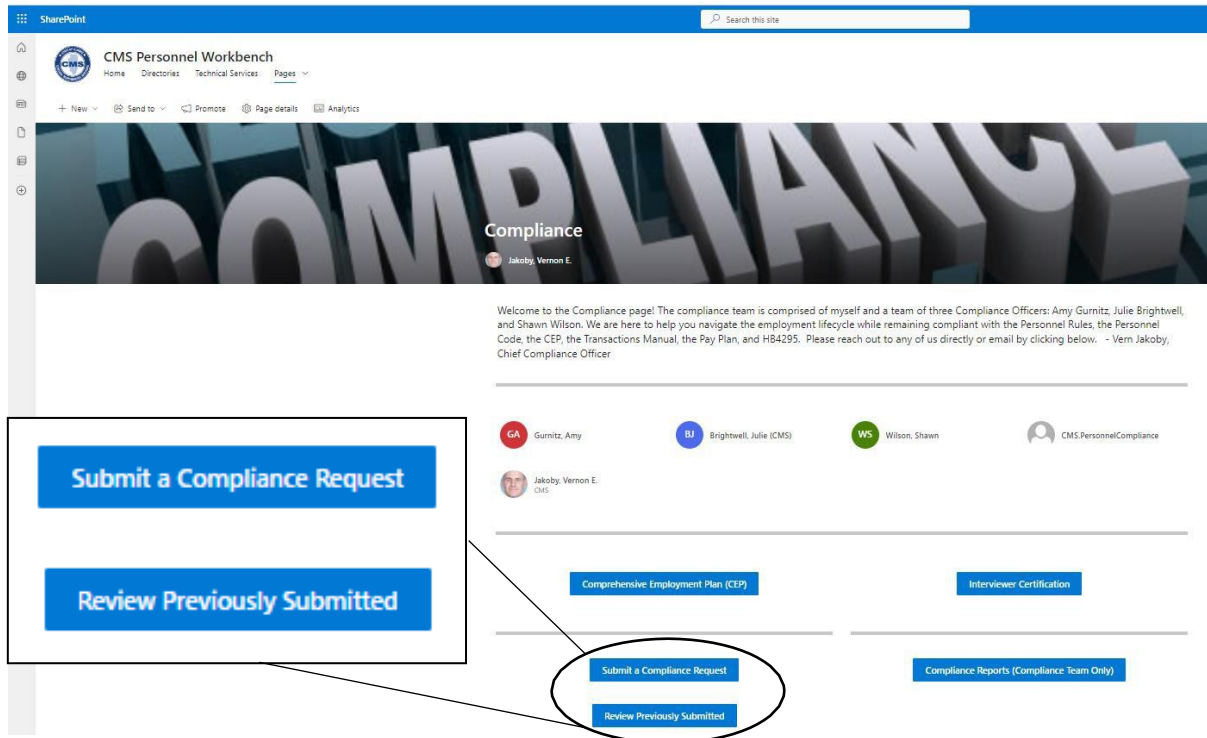 SharePoint
Search this site
CMS
CMS Personnel Workbench
Home Directories Technical Services Pages
+ New Send to Promote Page details Analytics
COMPLIANCE
Compliance
Jakoby, Vernon E.
Welcome to the Compliance page! The compliance team is comprised of myself and a team of three Compliance Officers: Amy Gurnitz, Julie Brightwell,
and Shawn Wilson. We are here to help you navigate the employment lifecycle while remaining compliant with the Personnel Rules, the Personnel
Code, the CEP, the Transactions Manual, the Pay Plan, and HB4295. Please reach out to any of us directly or email by clicking below. - Vern Jakoby,
Chief Compliance Officer
GA Gurnitz, Amy
BJ Brightwell, Julie (CMS)
WS Wilson, Shawn
CMS.PersonnelCompliance
Jakoby, Vernon E.
CMS
Submit a Compliance Request
Review Previously Submitted
Comprehensive Employment Plan (CEP)
Interviewer Certification
Submit a Compliance Request
Compliance Reports (Compliance Team Only)
Review Previously Submitted